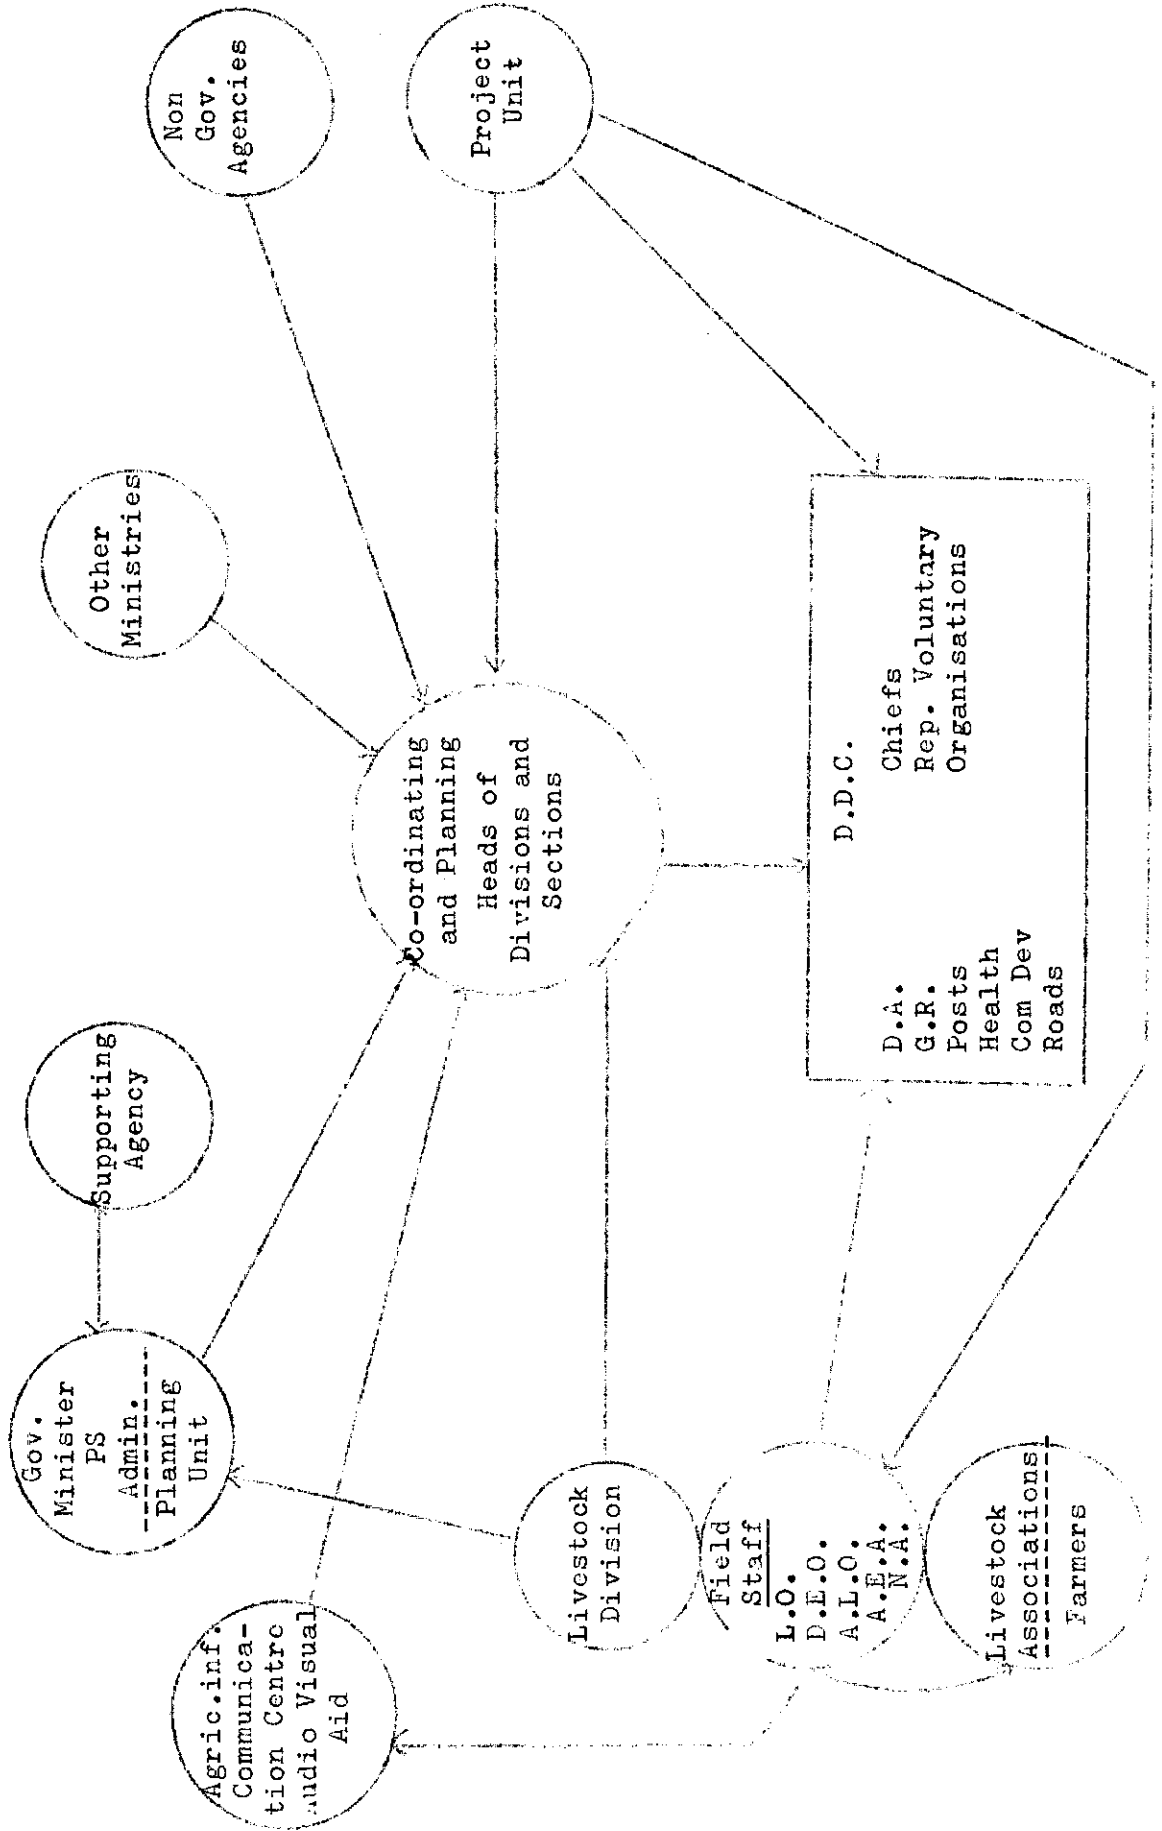 Agric.inf.
Communica-
tion Centre
Audio Visual
Aid
Gov.
Minister
PS
Admin.
Planning
Unit
Supporting
Agency
Other
Ministries
Non
Gov.
Agencies
Livestock
Division
Co-ordinating
and Planning
Heads of
Divisions and
Sections
Project
Unit
Field
Staff
L.O.
D.E.O.
A.L.O.
A.E.A.
N.A.
Livestock
Associations
Farmers
D.D.C.
D.A.
G.R.
Posts
Health
Com Dev
Roads
Chiefs
Rep. Voluntary
Organisations